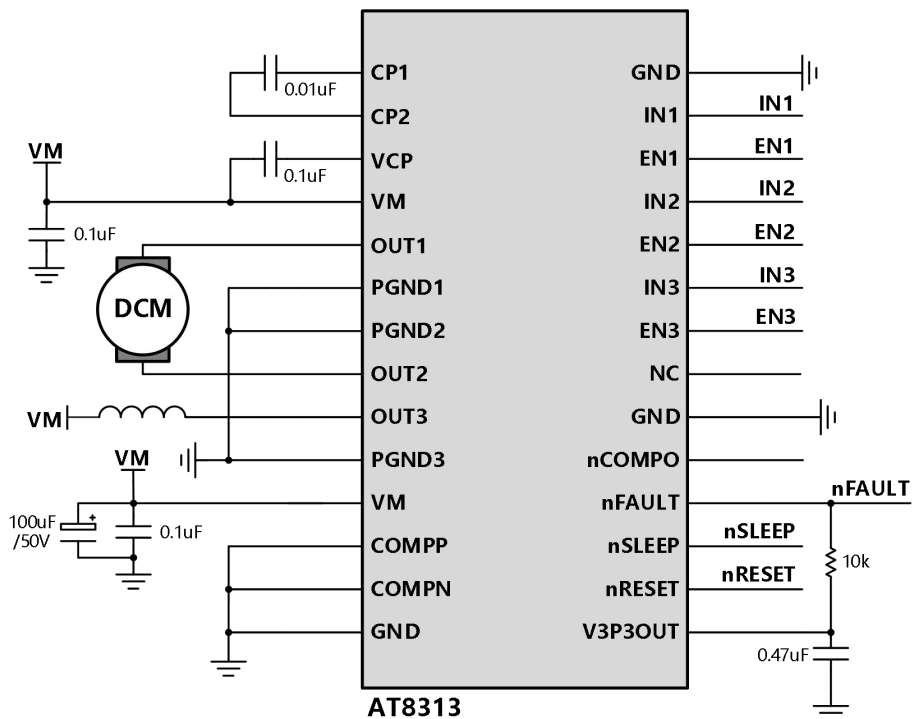 CP1
GND
0.01uF
IN1
CP2
IN1
VM
EN1
VCP
EN1
0.1uF
IN2
VM
IN2
0.1uF
EN2
OUT1
EN2
DCM
IN3
PGND1
IN3
EN3
PGND2
EN3
OUT2
NC
VM
OUT3
GND
VM
PGND3
nCOMPO
nFAULT
VM
nFAULT
100uF
/50V
+
0.1uF
nSLEEP
COMPP
nSLEEP
10k
nRESET
COMPN
nRESET
GND
V3P3OUT
0.47uF
AT8313